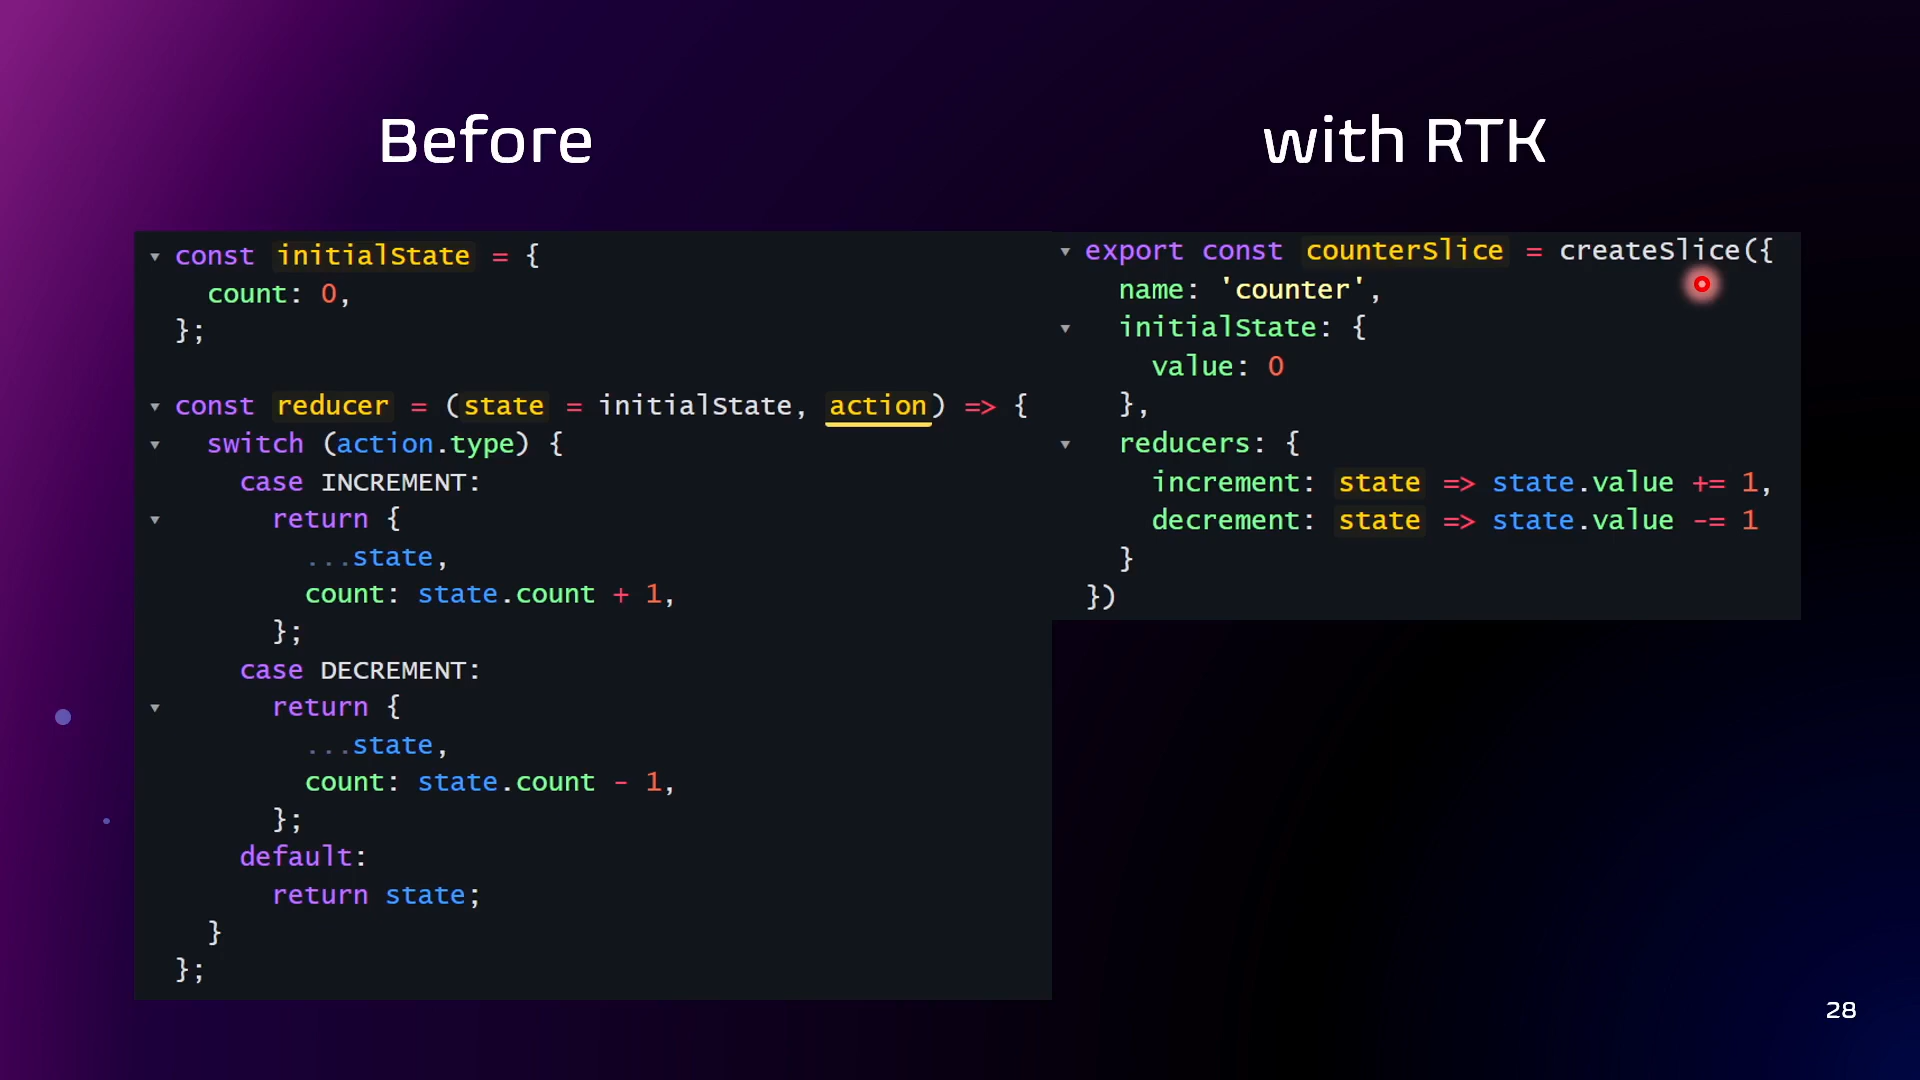 Before
const initialState = {
  count: 0,
};
const reducer = (state = initialState, action) => {
  switch (action.type) {
    case INCREMENT:
      return {
        ...state,
        count: state.count + 1,
      };
    case DECREMENT:
      return {
        ...state,
        count: state.count - 1,
      };
    default:
      return state;
  }
};
with RTK
export const counterSlice = createSlice({
  name: 'counter',
  initialState: {
    value: 0
  },
  reducers: {
    increment: state => state.value += 1,
    decrement: state => state.value -= 1
  }
})
28